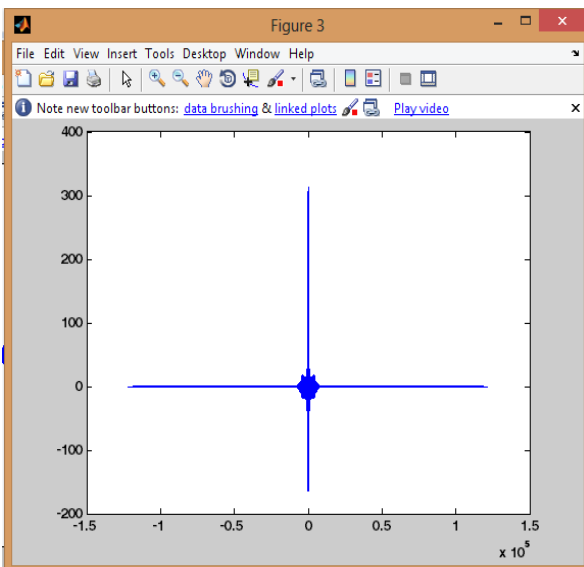 Figure 3
File Edit View Insert Tools Desktop Window Help
Note new toolbar buttons: data brushing & linked plots Play video
400
300
200
100
0
-100
-200
-1.5 -1 -0.5 0 0.5 1 1.5
x 10^5